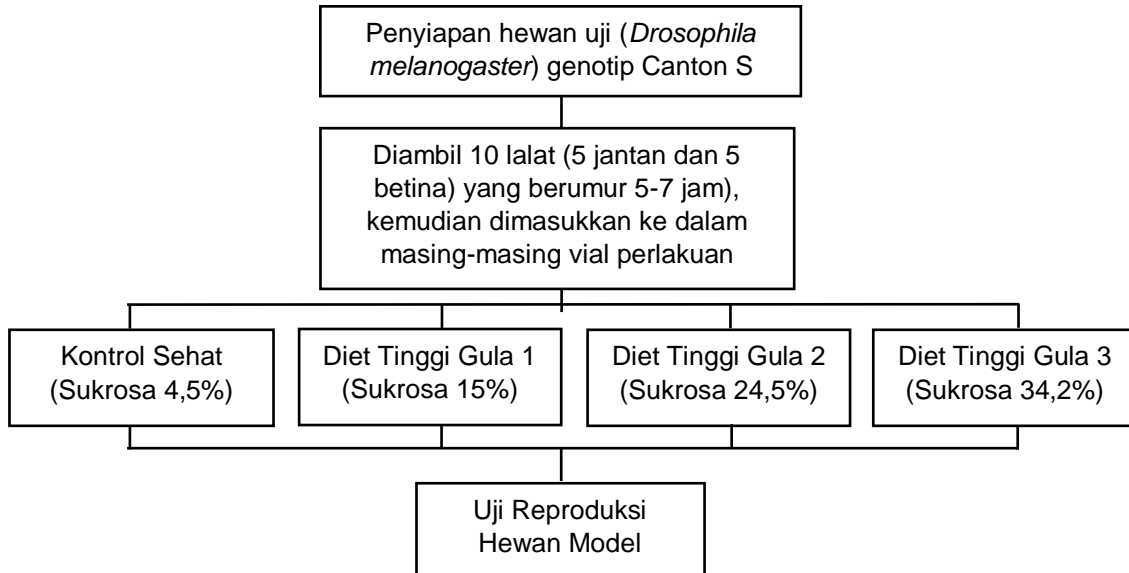 Penyiapan hewan uji (Drosophila
melanogaster) genotip Canton S
Diambil 10 lalat (5 jantan dan 5
betina) yang berumur 5-7 jam),
kemudian dimasukkan ke dalam
masing-masing vial perlakuan
Kontrol Sehat
(Sukrosa 4,5%)
Diet Tinggi Gula 1
(Sukrosa 15%)
Diet Tinggi Gula 2
(Sukrosa 24,5%)
Diet Tinggi Gula 3
(Sukrosa 34,2%)
Uji Reproduksi
Hewan Model